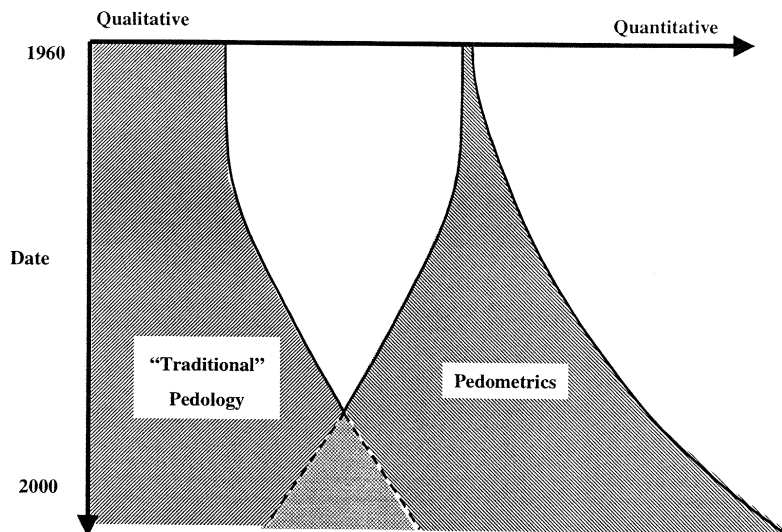 Qualitative
Quantitative
1960
Date
“Traditional”
Pedology
Pedometrics
2000